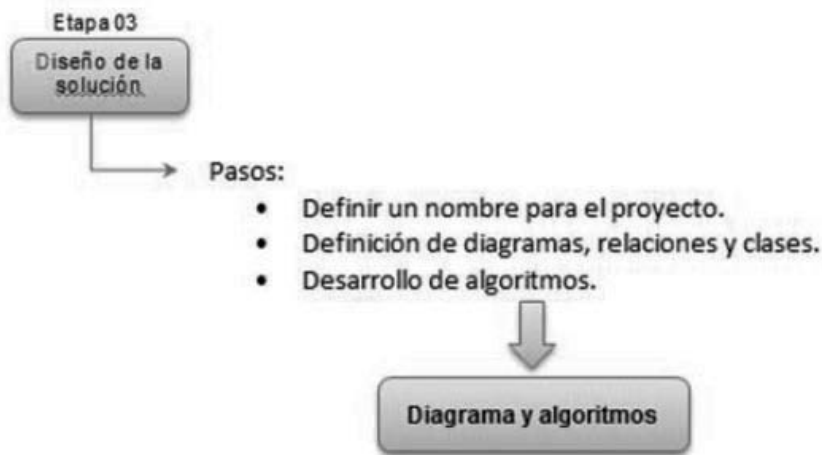 Etapa 03
Diseño de la
solución
Pasos:
• Definir un nombre para el proyecto.
• Definición de diagramas, relaciones y clases.
• Desarrollo de algoritmos.
Diagrama y algoritmos